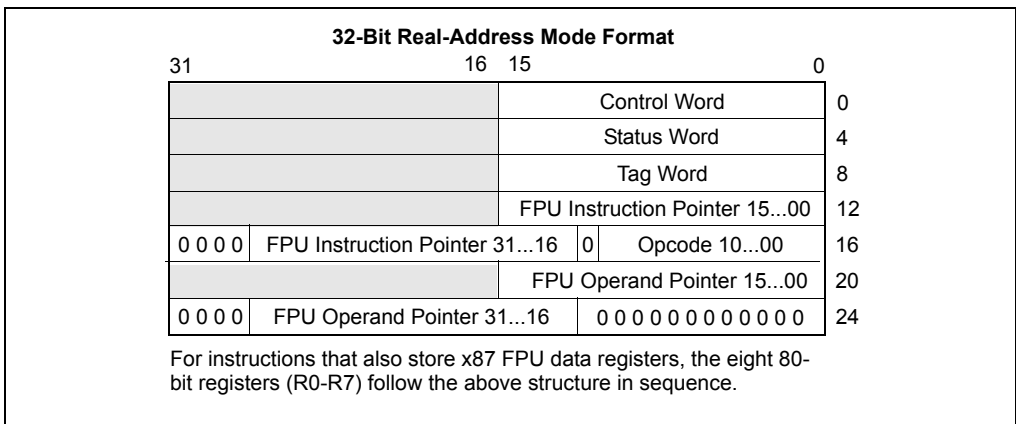 32-Bit Real-Address Mode Format
31 16 15 0
Control Word 0
Status Word 4
Tag Word 8
FPU Instruction Pointer 15...00 12
0 0 0 0 FPU Instruction Pointer 31...16 0 Opcode 10...00 16
FPU Operand Pointer 15...00 20
0 0 0 0 FPU Operand Pointer 31...16 0 0 0 0 0 0 0 0 0 0 0 0 24
For instructions that also store x87 FPU data registers, the eight 80-
bit registers (R0-R7) follow the above structure in sequence.